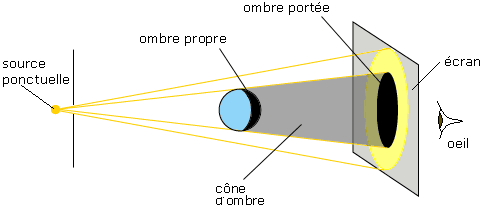 ombre portée
ombre propre
écran
source
ponctuelle
oeil
cône
d'ombre